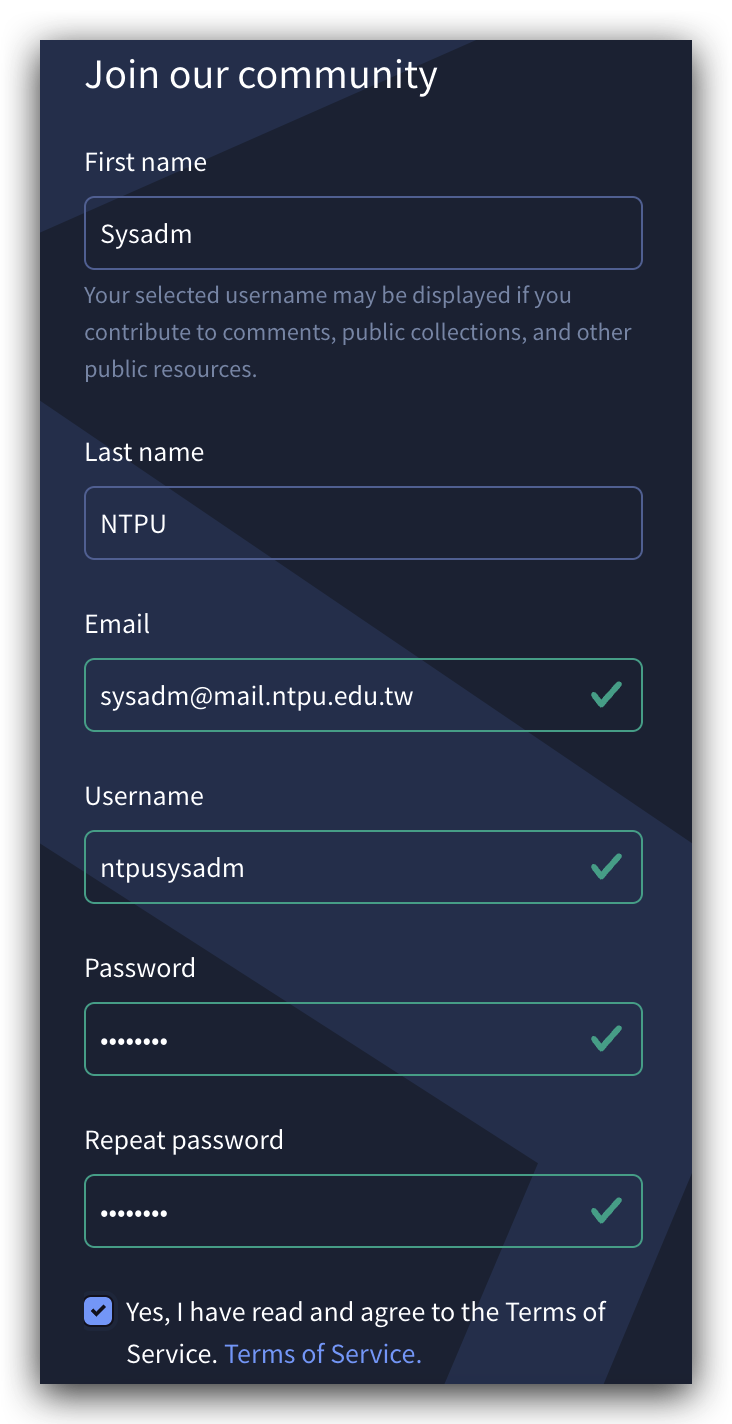 Join our community
First name
Sysadm
Your selected username may be displayed if you
contribute to comments, public collections, and other
public resources.
Last name
NTPU
Email
sysadm@mail.ntpu.edu.tw
Username
ntpusysadm
Password
••••••••
Repeat password
••••••••
Yes, I have read and agree to the Terms of
Service. Terms of Service.